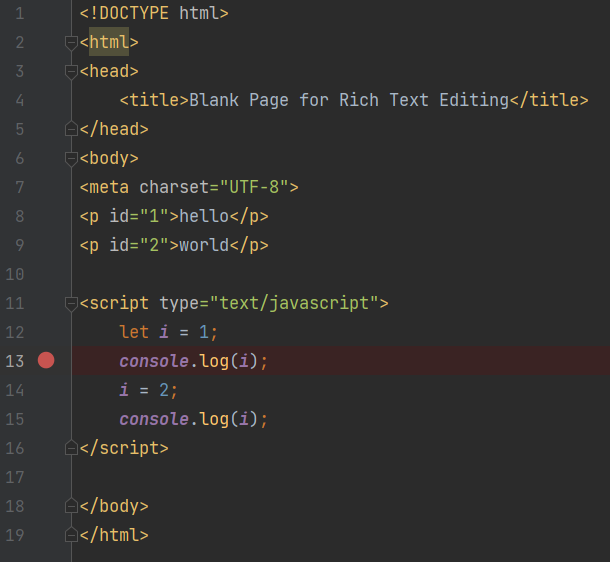 1 <!DOCTYPE html>
2 <html>
3 <head>
4     <title>Blank Page for Rich Text Editing</title>
5 </head>
6 <body>
7 <meta charset="UTF-8">
8 <p id="1">hello</p>
9 <p id="2">world</p>
10
11 <script type="text/javascript">
12     let i = 1;
13     console.log(i);
14     i = 2;
15     console.log(i);
16 </script>
17
18 </body>
19 </html>